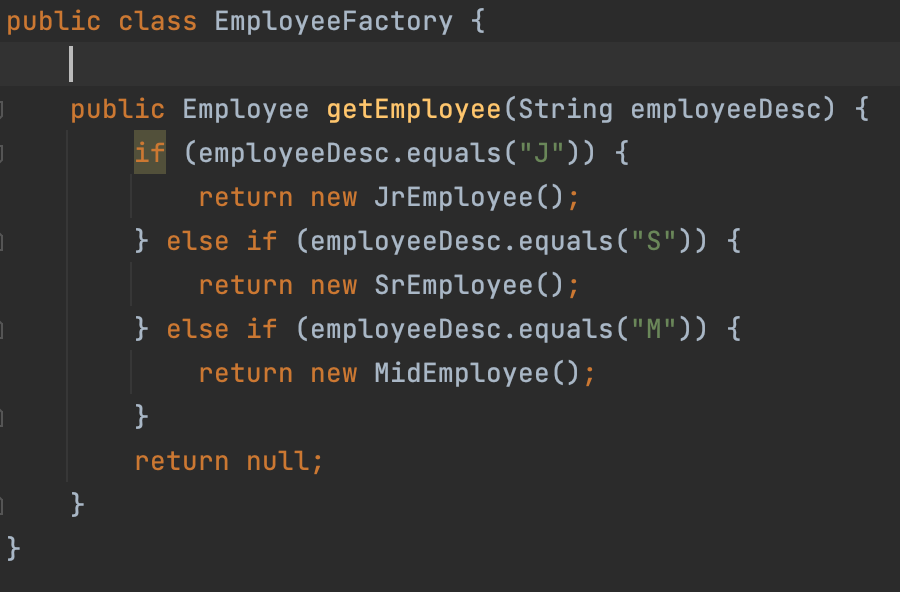 public class EmployeeFactory {
public Employee getEmployee(String employeeDesc) {
if (employeeDesc.equals("J")) {
return new JrEmployee();
} else if (employeeDesc.equals("S")) {
return new SrEmployee();
} else if (employeeDesc.equals("M")) {
return new MidEmployee();
}
return null;
}
}